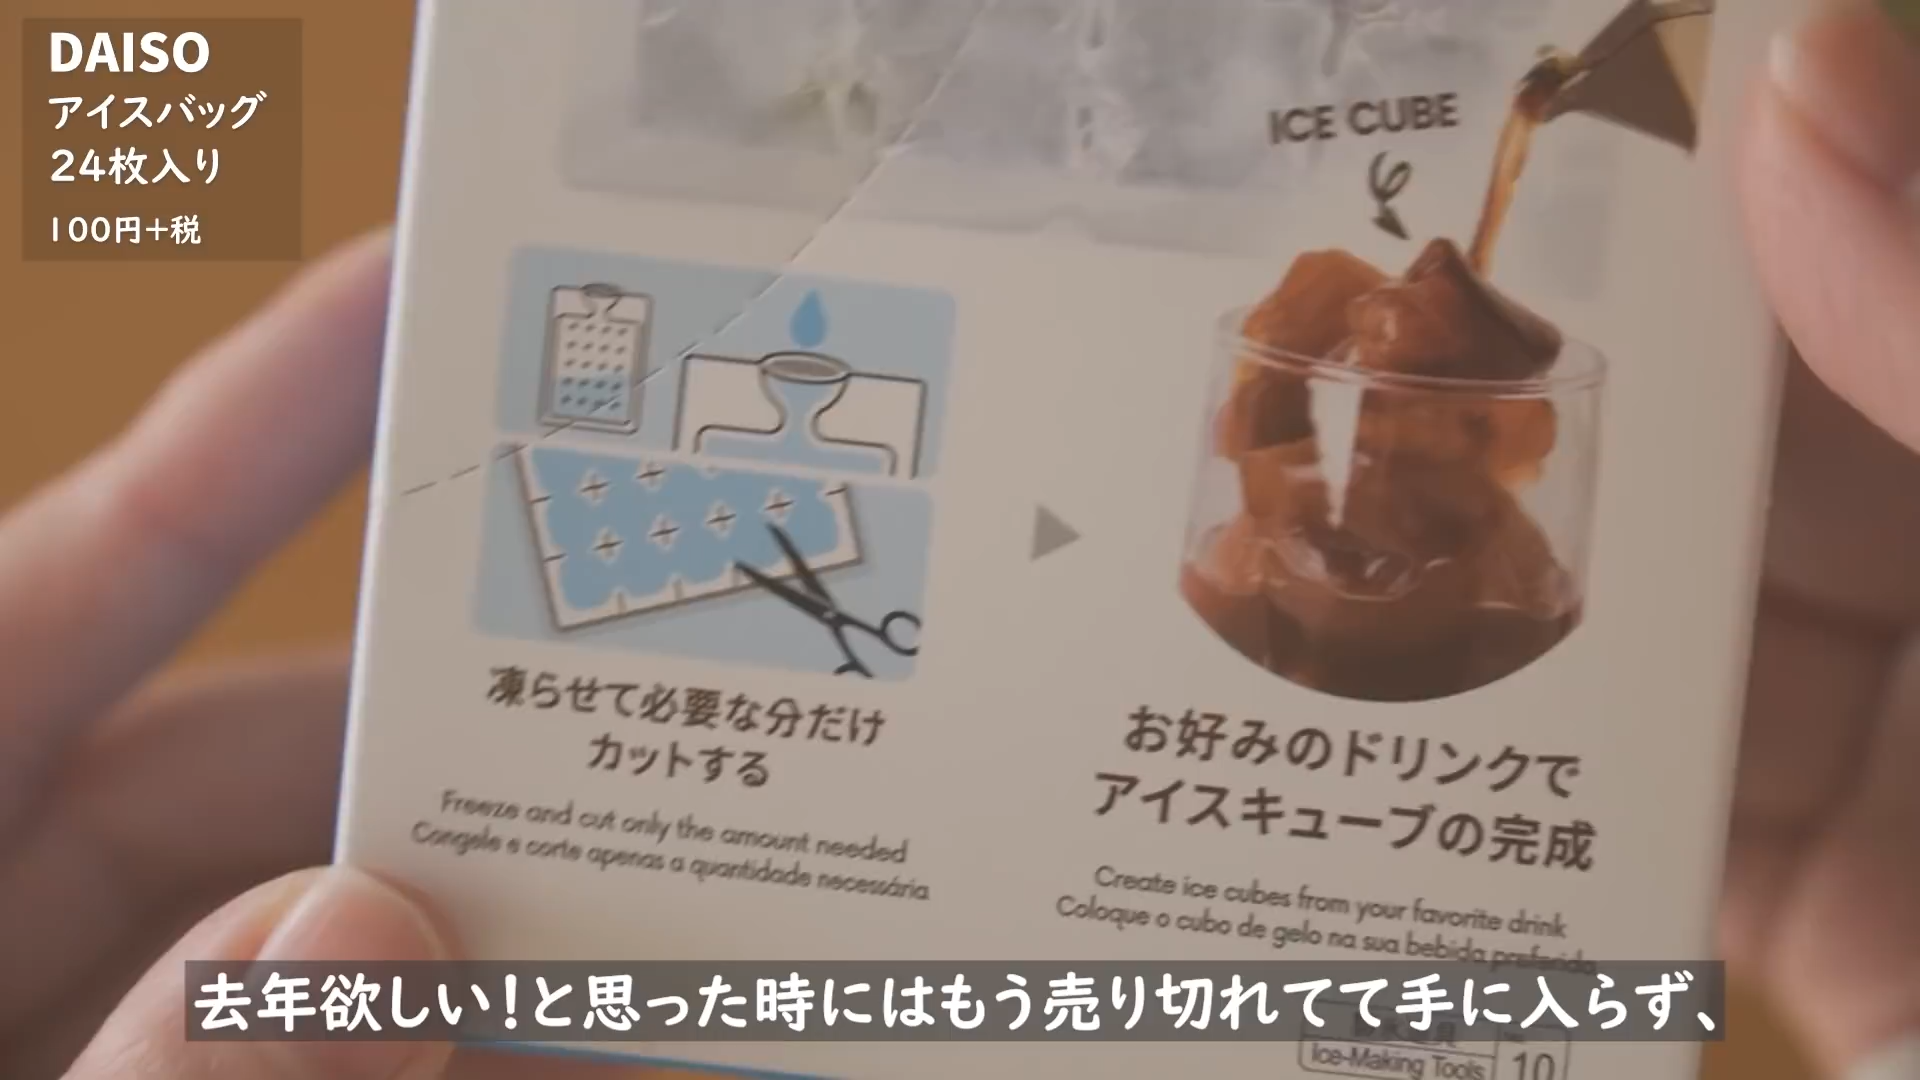 DAISO
アイスバッグ
24枚入り
100円+税
ICE CUBE
凍らせて必要な分だけ
カットする
Freeze and cut only the amount needed
Congele e corte apenas a quantidade necessária
お好みのドリンクで
アイスキューブの完成
Create ice cubes from your favorite drink
Coloque o cubo de gelo na sua bebida preferida
去年欲しい!と思った時にはもう売り切れてて手に入らず、
Ice-Making Tools
10